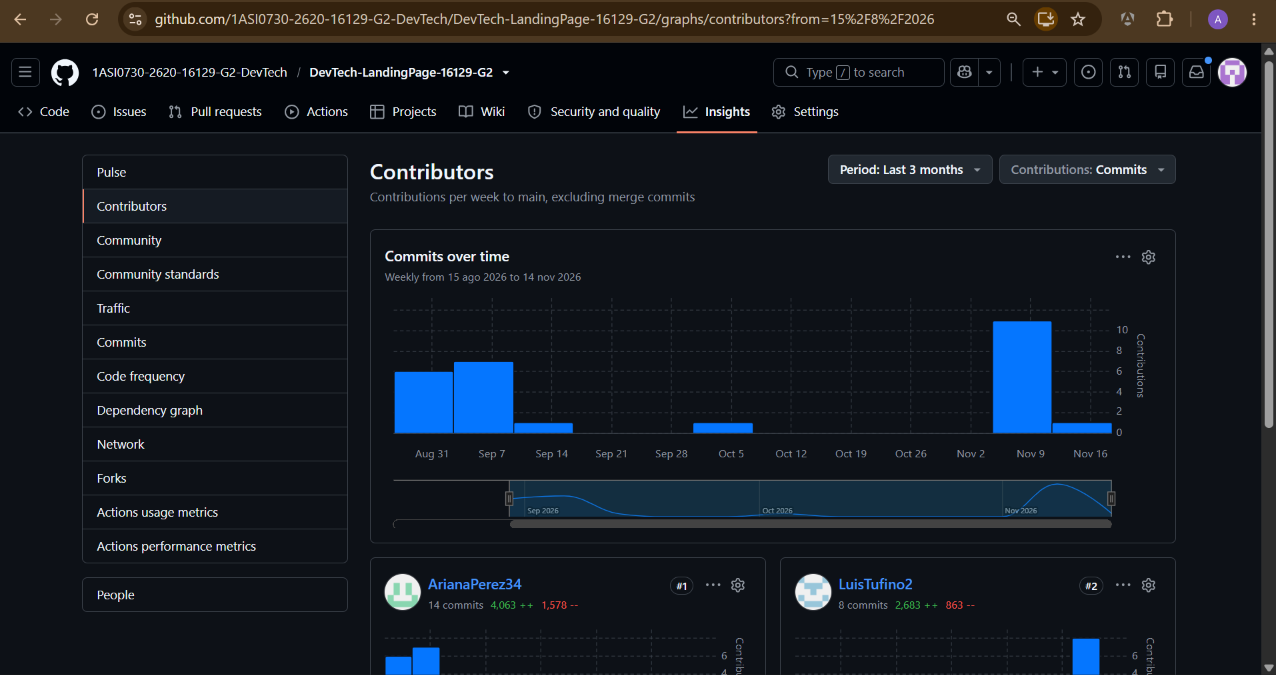 github.com/1ASI0730-2620-16129-G2-DevTech/DevTech-LandingPage-16129-G2/graphs/contributors?from=15%2F8%2F2026
A
1ASI0730-2620-16129-G2-DevTech / DevTech-LandingPage-16129-G2
Type / to search
Code
Issues
Pull requests
Actions
Projects
Wiki
Security and quality
Insights
Settings
Pulse
Contributors
Community
Community standards
Traffic
Commits
Code frequency
Dependency graph
Network
Forks
Actions usage metrics
Actions performance metrics
People
Contributors
Contributions per week to main, excluding merge commits
Period: Last 3 months
Contributions: Commits
Commits over time
Weekly from 15 ago 2026 to 14 nov 2026
10
8
6
4
2
0
Contributions
Aug 31
Sep 7
Sep 14
Sep 21
Sep 28
Oct 5
Oct 12
Oct 19
Oct 26
Nov 2
Nov 9
Nov 16
Sep 2026
Oct 2026
Nov 2026
ArianaPerez34
#1
14 commits 4,063 ++ 1,578 --
6
4
LuisTufino2
#2
8 commits 2,683 ++ 863 --
6
4